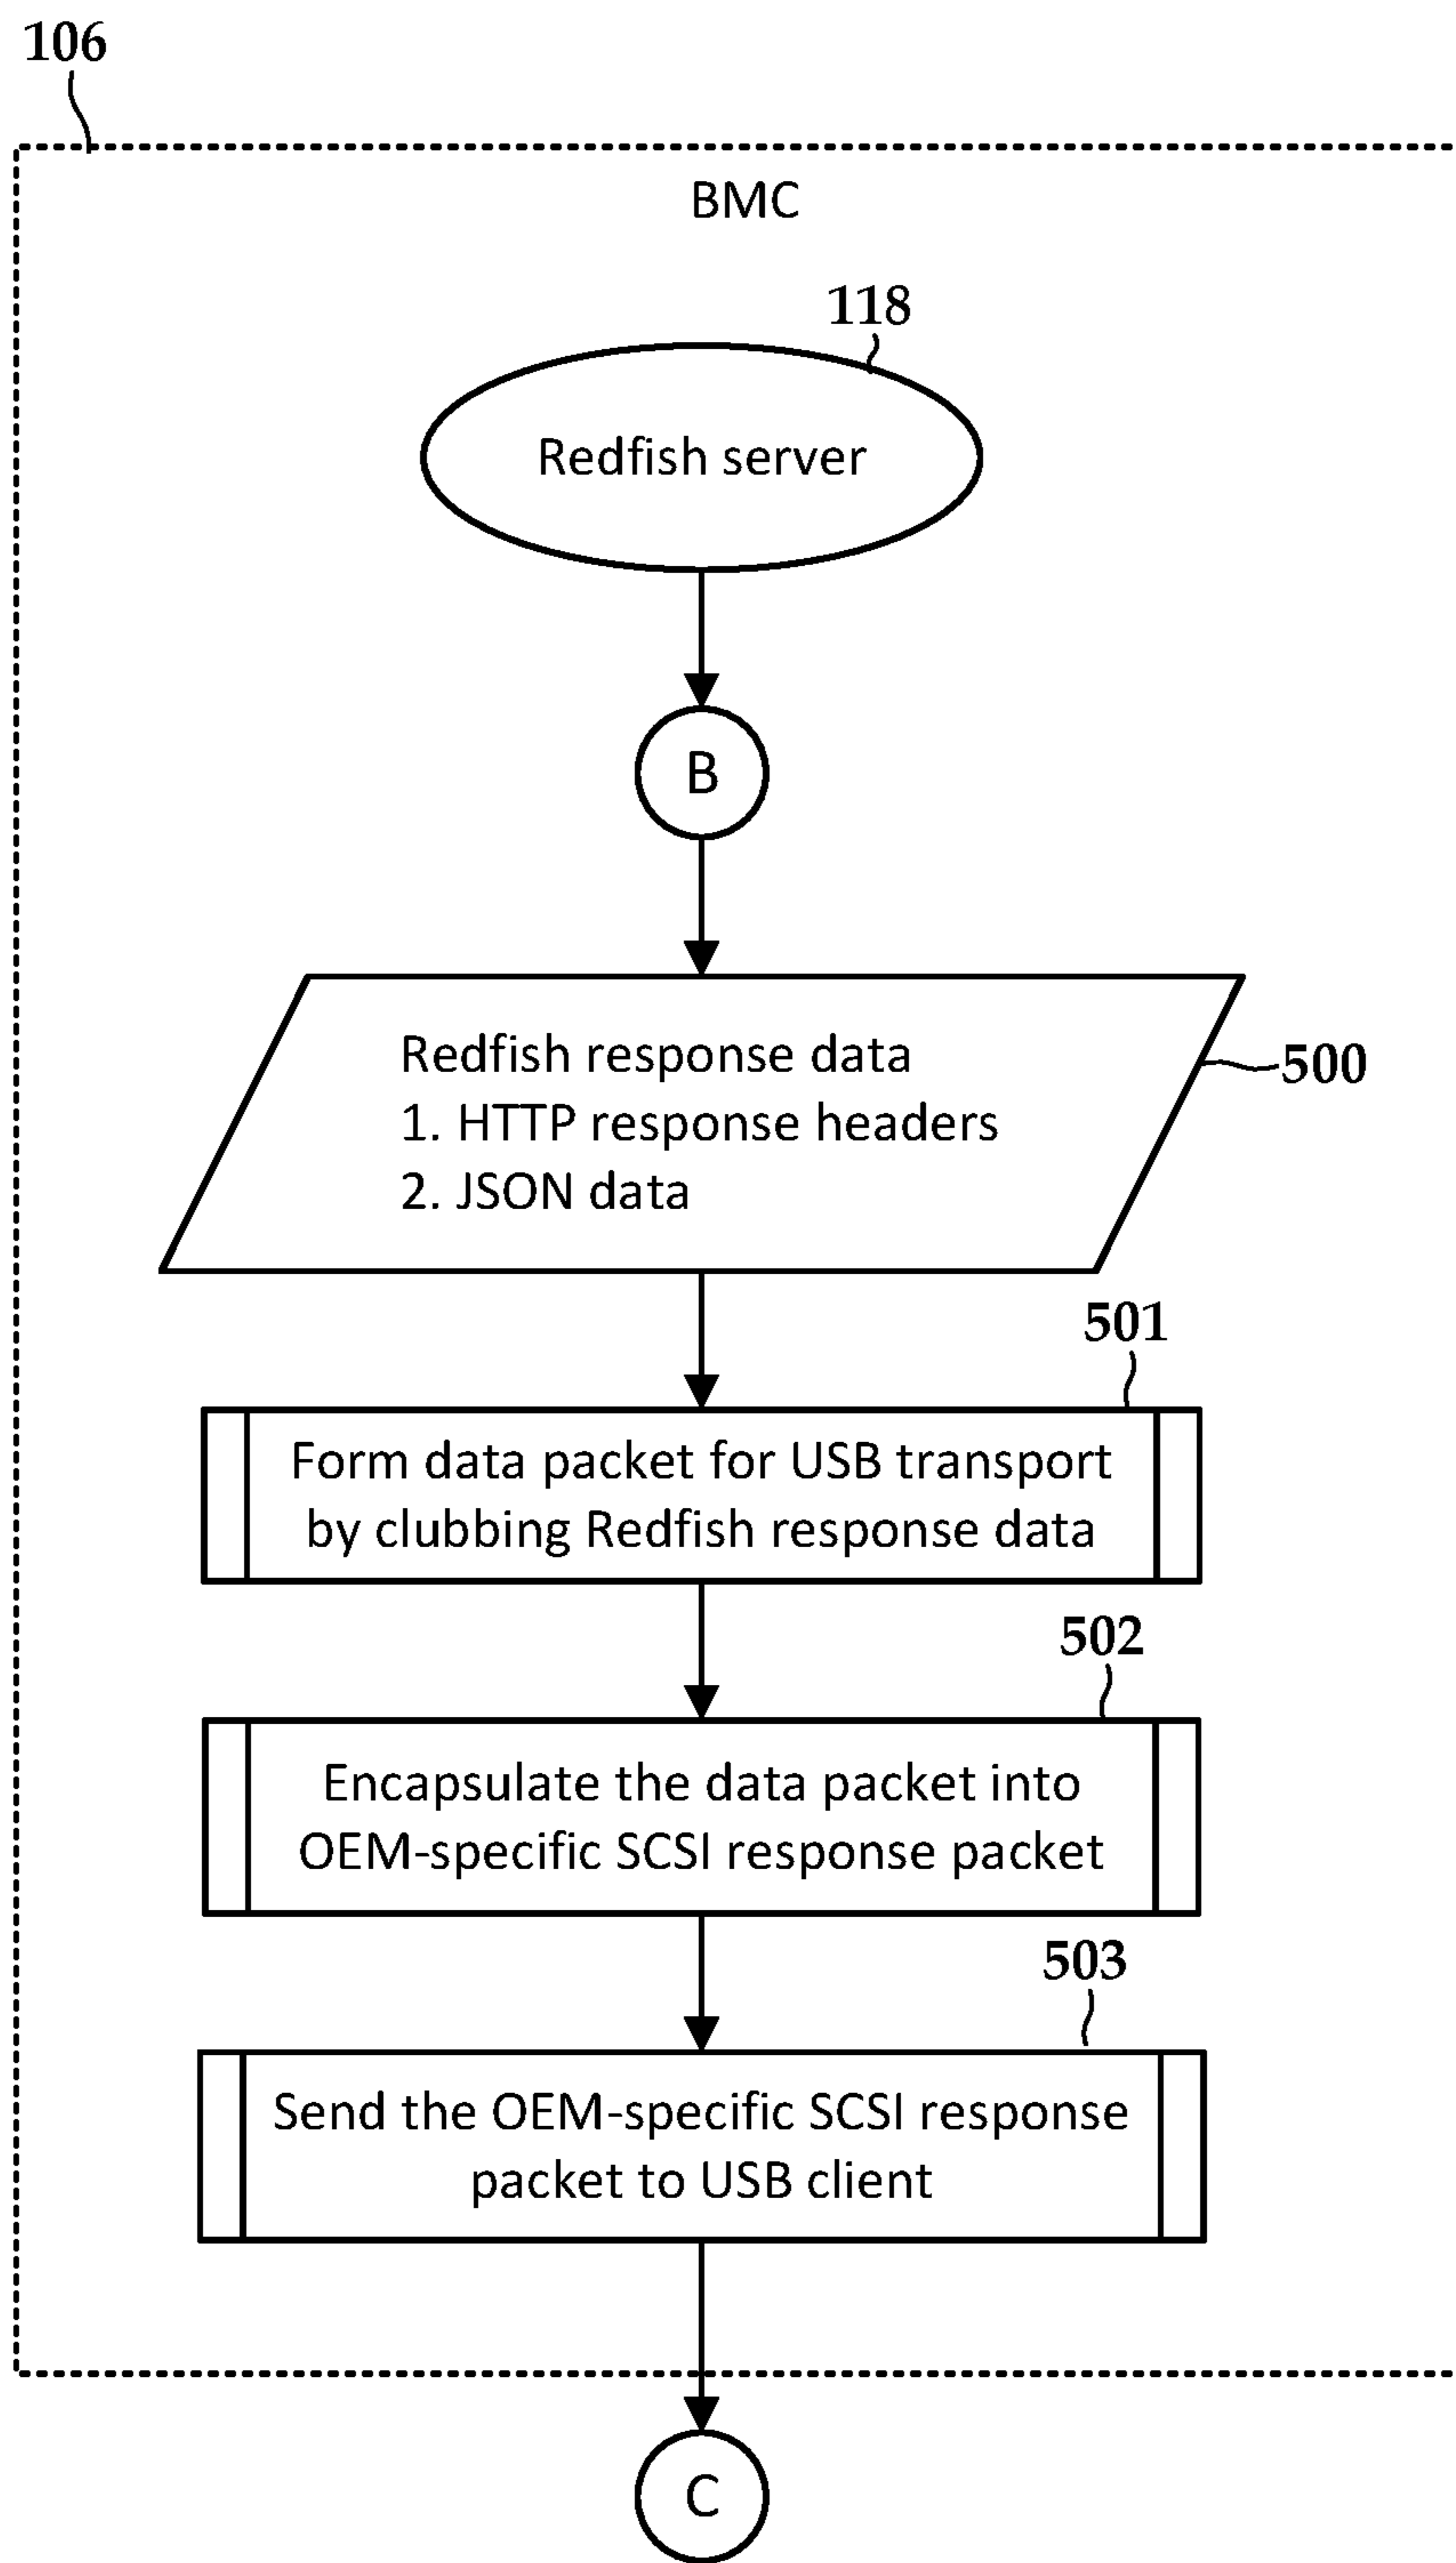 106
BMC
118
Redfish server
B
Redfish response data
1. HTTP response headers
2. JSON data
500
501
Form data packet for USB transport
by clubbing Redfish response data
502
Encapsulate the data packet into
OEM-specific SCSI response packet
503
Send the OEM-specific SCSI response
packet to USB client
C